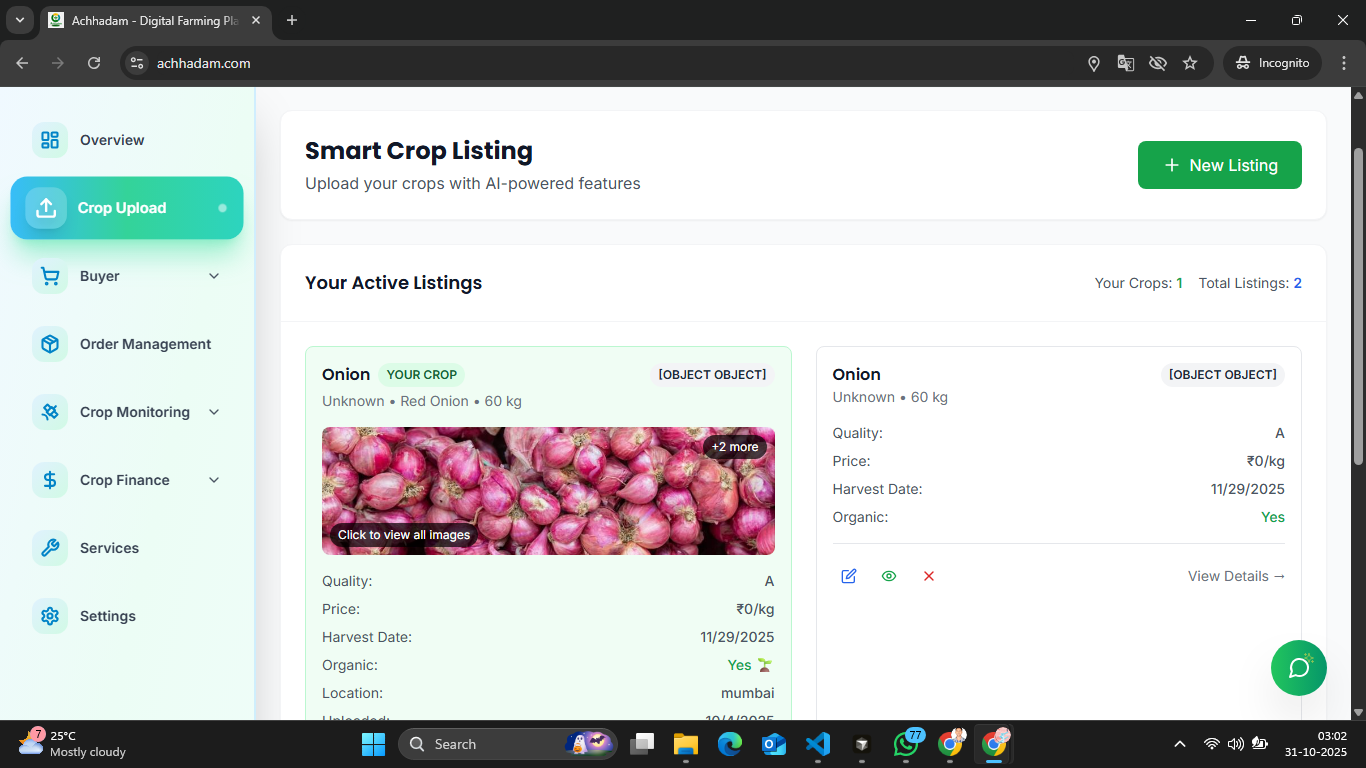 Achhadam - Digital Farming Pla
achhadam.com
Incognito
Overview
Crop Upload
Buyer
Order Management
Crop Monitoring
Crop Finance
Services
Settings
Smart Crop Listing
Upload your crops with AI-powered features
+ New Listing
Your Active Listings
Your Crops: 1 Total Listings: 2
Onion YOUR CROP [OBJECT OBJECT]
Unknown • Red Onion • 60 kg
+2 more
Click to view all images
Quality: A
Price: ₹0/kg
Harvest Date: 11/29/2025
Organic: Yes 🌱
Location: mumbai
Uploaded: 10/4/2025
Onion [OBJECT OBJECT]
Unknown • 60 kg
Quality: A
Price: ₹0/kg
Harvest Date: 11/29/2025
Organic: Yes
View Details →
7
25°C
Mostly cloudy
Search
77
03:02
31-10-2025